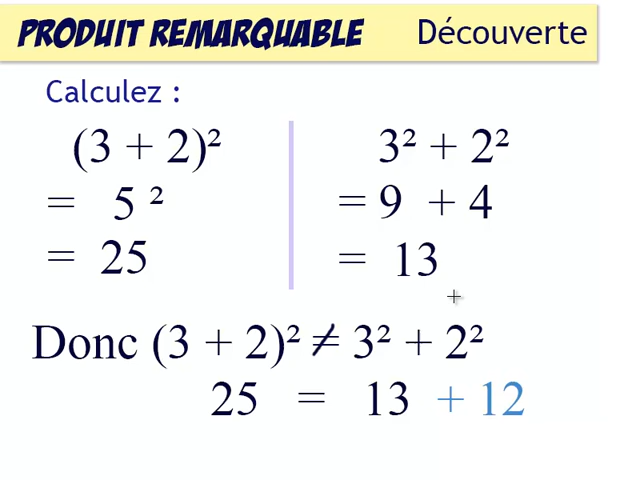 PRODUIT REMARQUABLE Découverte
Calculez :
(3 + 2)² 3² + 2²
= 5 ² = 9 + 4
= 25 = 13
Donc (3 + 2)² ≠ 3² + 2²
25 = 13 + 12